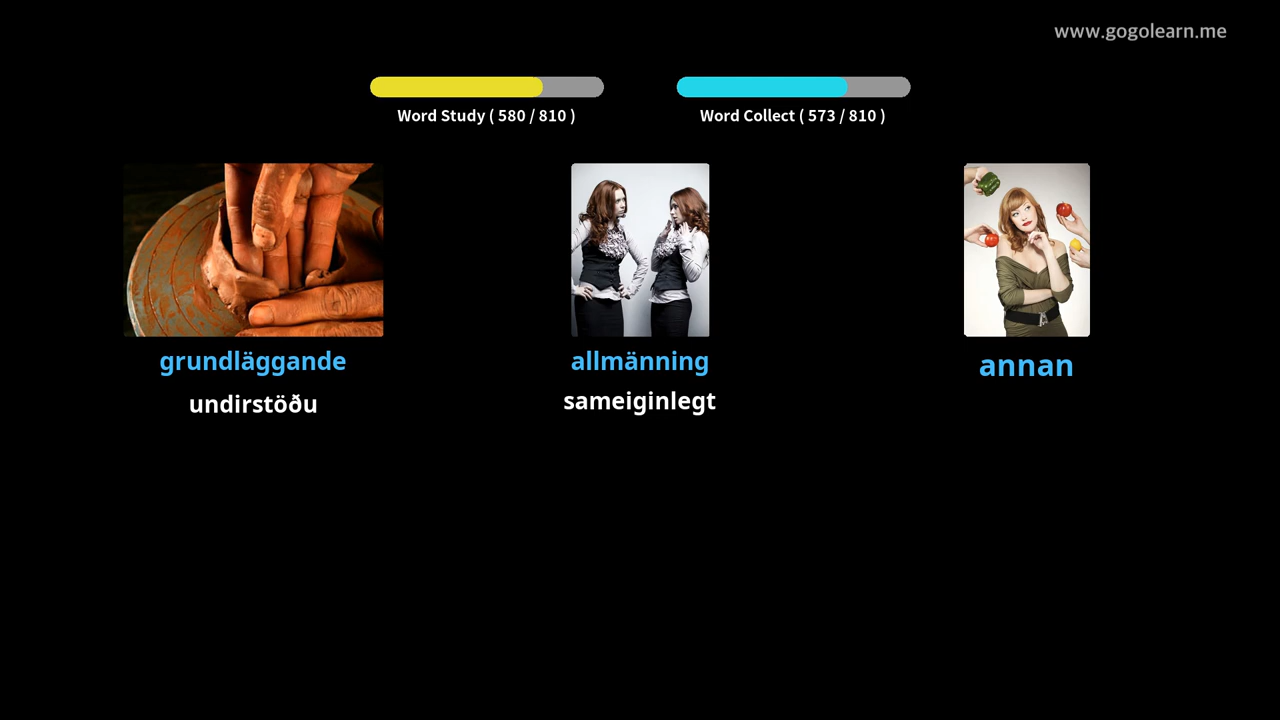 www.gogolearn.me
Word Study ( 580 / 810 )
Word Collect ( 573 / 810 )
grundläggande
undirstöðu
allmänning
sameiginlegt
annan